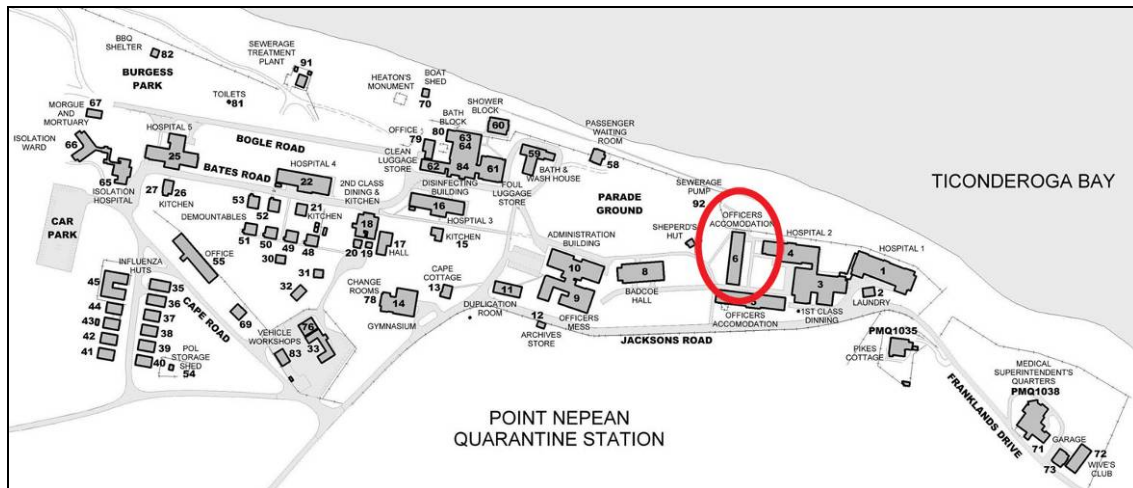 BBQ
SHELTER
82
BURGESS
PARK
SEWERAGE
TREATMENT
PLANT
91
TOILETS
81
HEATON'S
MONUMENT
BOAT
SHED
70
MORGUE
AND
MORTUARY
67
ISOLATION
WARD
66
65
ISOLATION
HOSPITAL
HOSPITAL 5
25
BOGLE ROAD
BATES ROAD
27
26
KITCHEN
HOSPITAL 4
22
OFFICE
79
80
BATH
BLOCK
63
64
SHOWER
BLOCK
60
CLEAN
LUGGAGE
STORE
62
84
61
DISINFECTING
BUILDING
FOUL
LUGGAGE
STORE
59
BATH &
WASH HOUSE
PASSENGER
WAITING
ROOM
58
2ND CLASS
DINING &
KITCHEN
18
20
19
17
HALL
16
HOSPTIAL 3
KITCHEN
15
53
52
21
KITCHEN
DEMOUNTABLES
51
50
49
48
30
31
32
CAR
PARK
INFLUENZA
HUTS
45
44
43
42
41
35
36
37
38
39
40
POL
STORAGE
SHED
54
OFFICE
55
CAPE ROAD
69
VEHICLE
WORKSHOPS
83
76
33
CHANGE
ROOMS
78
14
GYMNASIUM
CAPE
COTTAGE
13
11
DUPLICATION
ROOM
ADMINISTRATION
BUILDING
10
9
OFFICERS
MESS
12
ARCHIVES
STORE
8
BADCOE
HALL
PARADE
GROUND
SEWERAGE
PUMP
92
SHEPERD'S
HUT
OFFICERS
ACCOMODATION
6
5
OFFICERS
ACCOMODATION
HOSPITAL 2
4
3
1ST CLASS
DINNING
HOSPITAL 1
1
2
LAUNDRY
JACKSONS ROAD
TICONDEROGA BAY
PMQ1035
PIKES
COTTAGE
FRANKLANDS DRIVE
MEDICAL
SUPERINTENDENT'S
QUARTERS
PMQ1038
71
GARAGE
73
72
WIVE'S
CLUB
POINT NEPEAN
QUARANTINE STATION